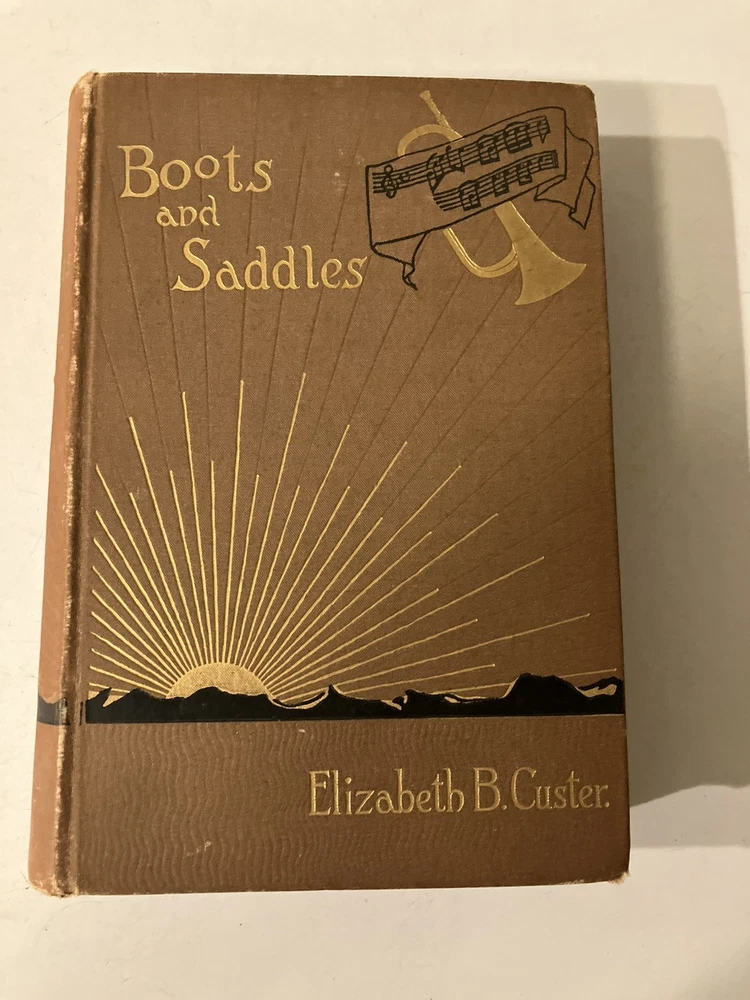 Boots
and
Saddles
Elizabeth B. Custer.